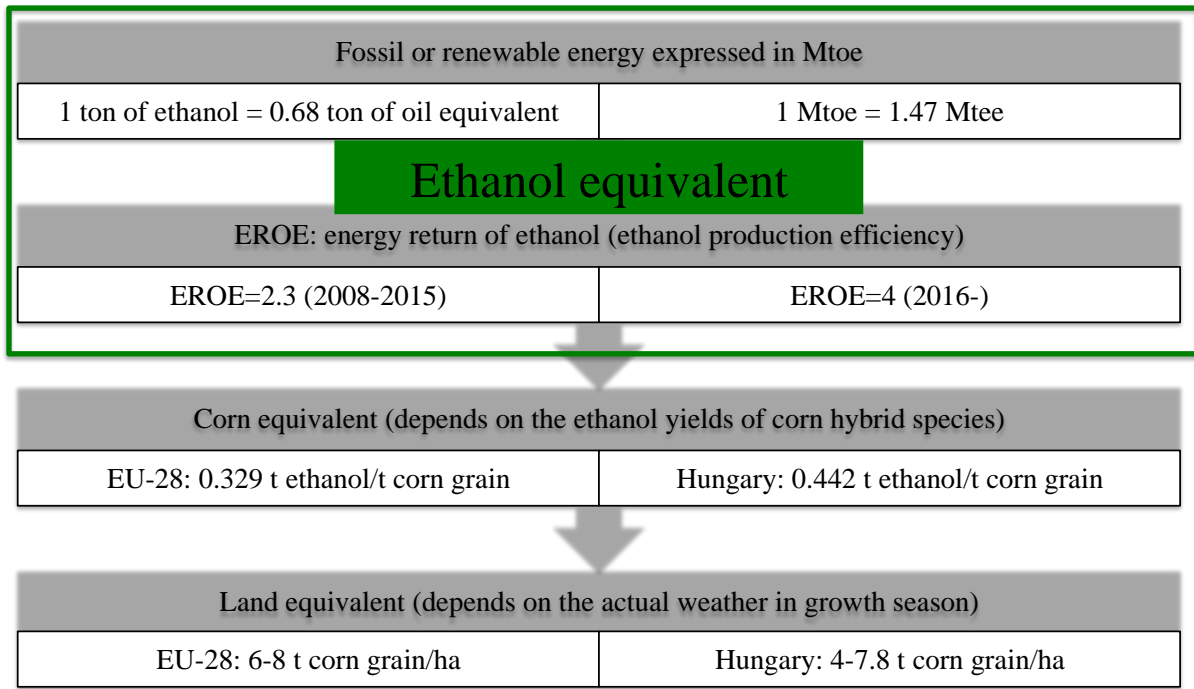 Fossil or renewable energy expressed in Mtoe
1 ton of ethanol = 0.68 ton of oil equivalent
1 Mtoe = 1.47 Mtee
Ethanol equivalent
EROE: energy return of ethanol (ethanol production efficiency)
EROE=2.3 (2008-2015)
EROE=4 (2016-)
Corn equivalent (depends on the ethanol yields of corn hybrid species)
EU-28: 0.329 t ethanol/t corn grain
Hungary: 0.442 t ethanol/t corn grain
Land equivalent (depends on the actual weather in growth season)
EU-28: 6-8 t corn grain/ha
Hungary: 4-7.8 t corn grain/ha